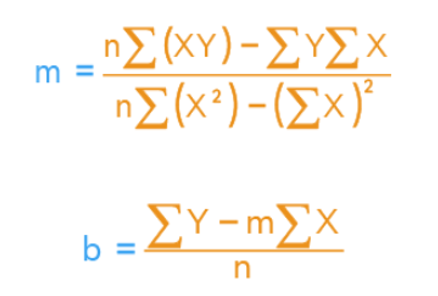 m = n∑(XY) − ∑Y∑X / n∑(X²) − (∑X)²
b = ∑Y − m∑X / n